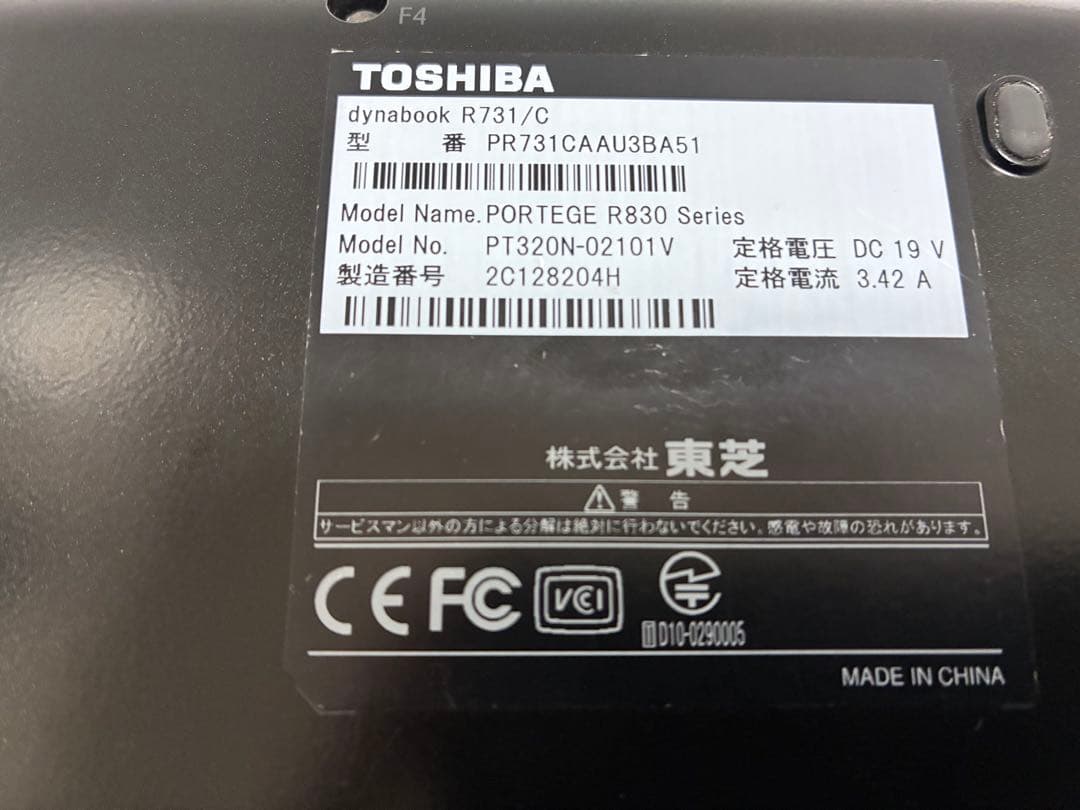 F4
TOSHIBA
dynabook R731/C
型 番 PR731CAAU3BA51
Model Name. PORTEGE R830 Series
Model No. PT320N-02101V 定格電圧 DC 19 V
製造番号 2C128204H 定格電流 3.42 A
株式会社 東芝
⚠ 警 告
サービスマン以外の方による分解は絶対に行わないでください。感電や故障の恐れがあります。
CE FC VCI
T D10-0290005
MADE IN CHINA